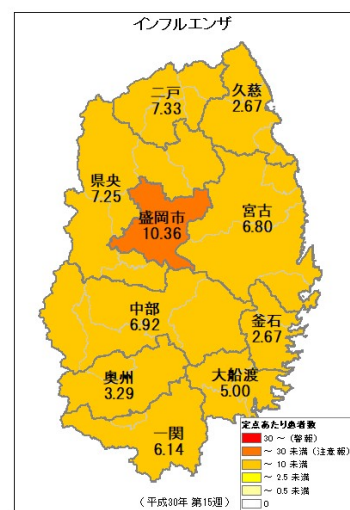 インフルエンザ
二戸
7.33
久慈
2.67
県央
7.25
盛岡市
10.36
宮古
6.80
中部
6.92
釜石
2.67
奥州
3.29
大船渡
5.00
一関
6.14
定点あたり患者数
30 ~ (警報)
~ 30 未満 (注意報)
~ 10 未満
~ 2.5 未満
~ 0.5 未満
0
(平成30年 第15週)